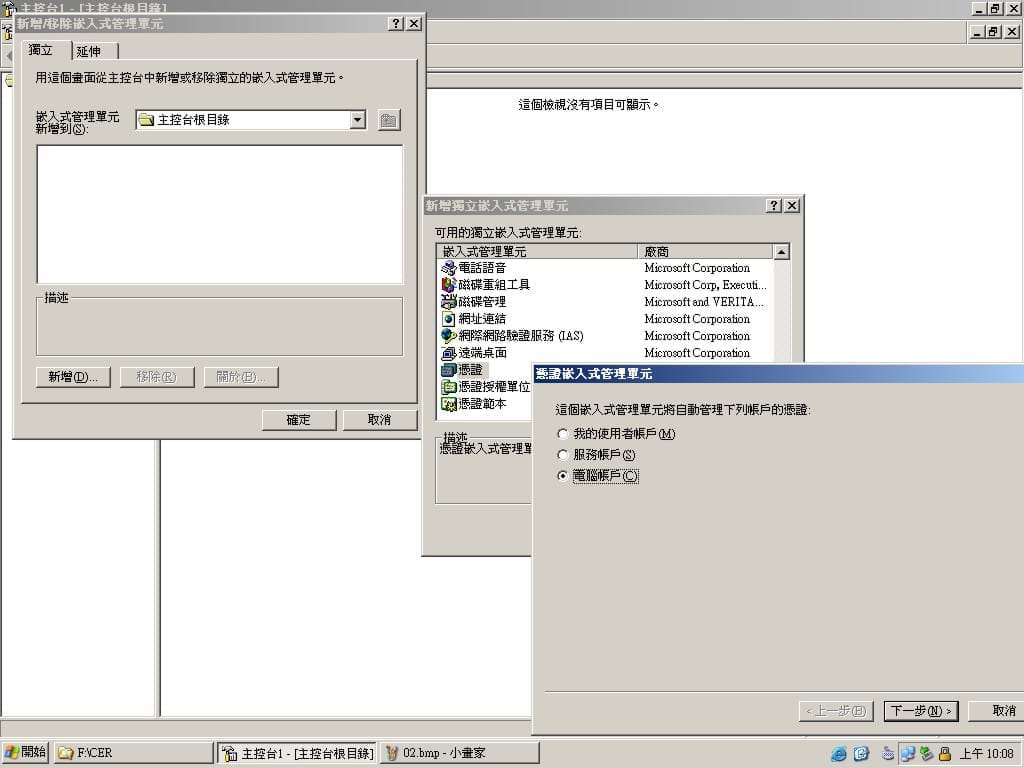 主控台1 - [主控台根目錄]
新增/移除嵌入式管理單元
獨立
延伸
用這個畫面從主控台中新增或移除獨立的嵌入式管理單元。
嵌入式管理單元
新增到(S):
主控台根目錄
描述
新增(D)...
移除(R)
關於(B)...
確定
取消
這個檢視沒有項目可顯示。
新增獨立嵌入式管理單元
可用的獨立嵌入式管理單元:
嵌入式管理單元 廠商
電話語音 Microsoft Corporation
磁碟重組工具 Microsoft Corp, Executi...
磁碟管理 Microsoft and VERITA...
網址連結 Microsoft Corporation
網際網路驗證服務 (IAS) Microsoft Corporation
遠端桌面 Microsoft Corporation
憑證
憑證授權單位
憑證範本
描述
憑證嵌入式管理單
憑證嵌入式管理單元
這個嵌入式管理單元將自動管理下列帳戶的憑證:
我的使用者帳戶(M)
服務帳戶(S)
電腦帳戶(C)
< 上一步(B)
下一步(N) >
取消
開始
F:\CER
主控台1 - [主控台根目錄]
02.bmp - 小畫家
上午 10:08